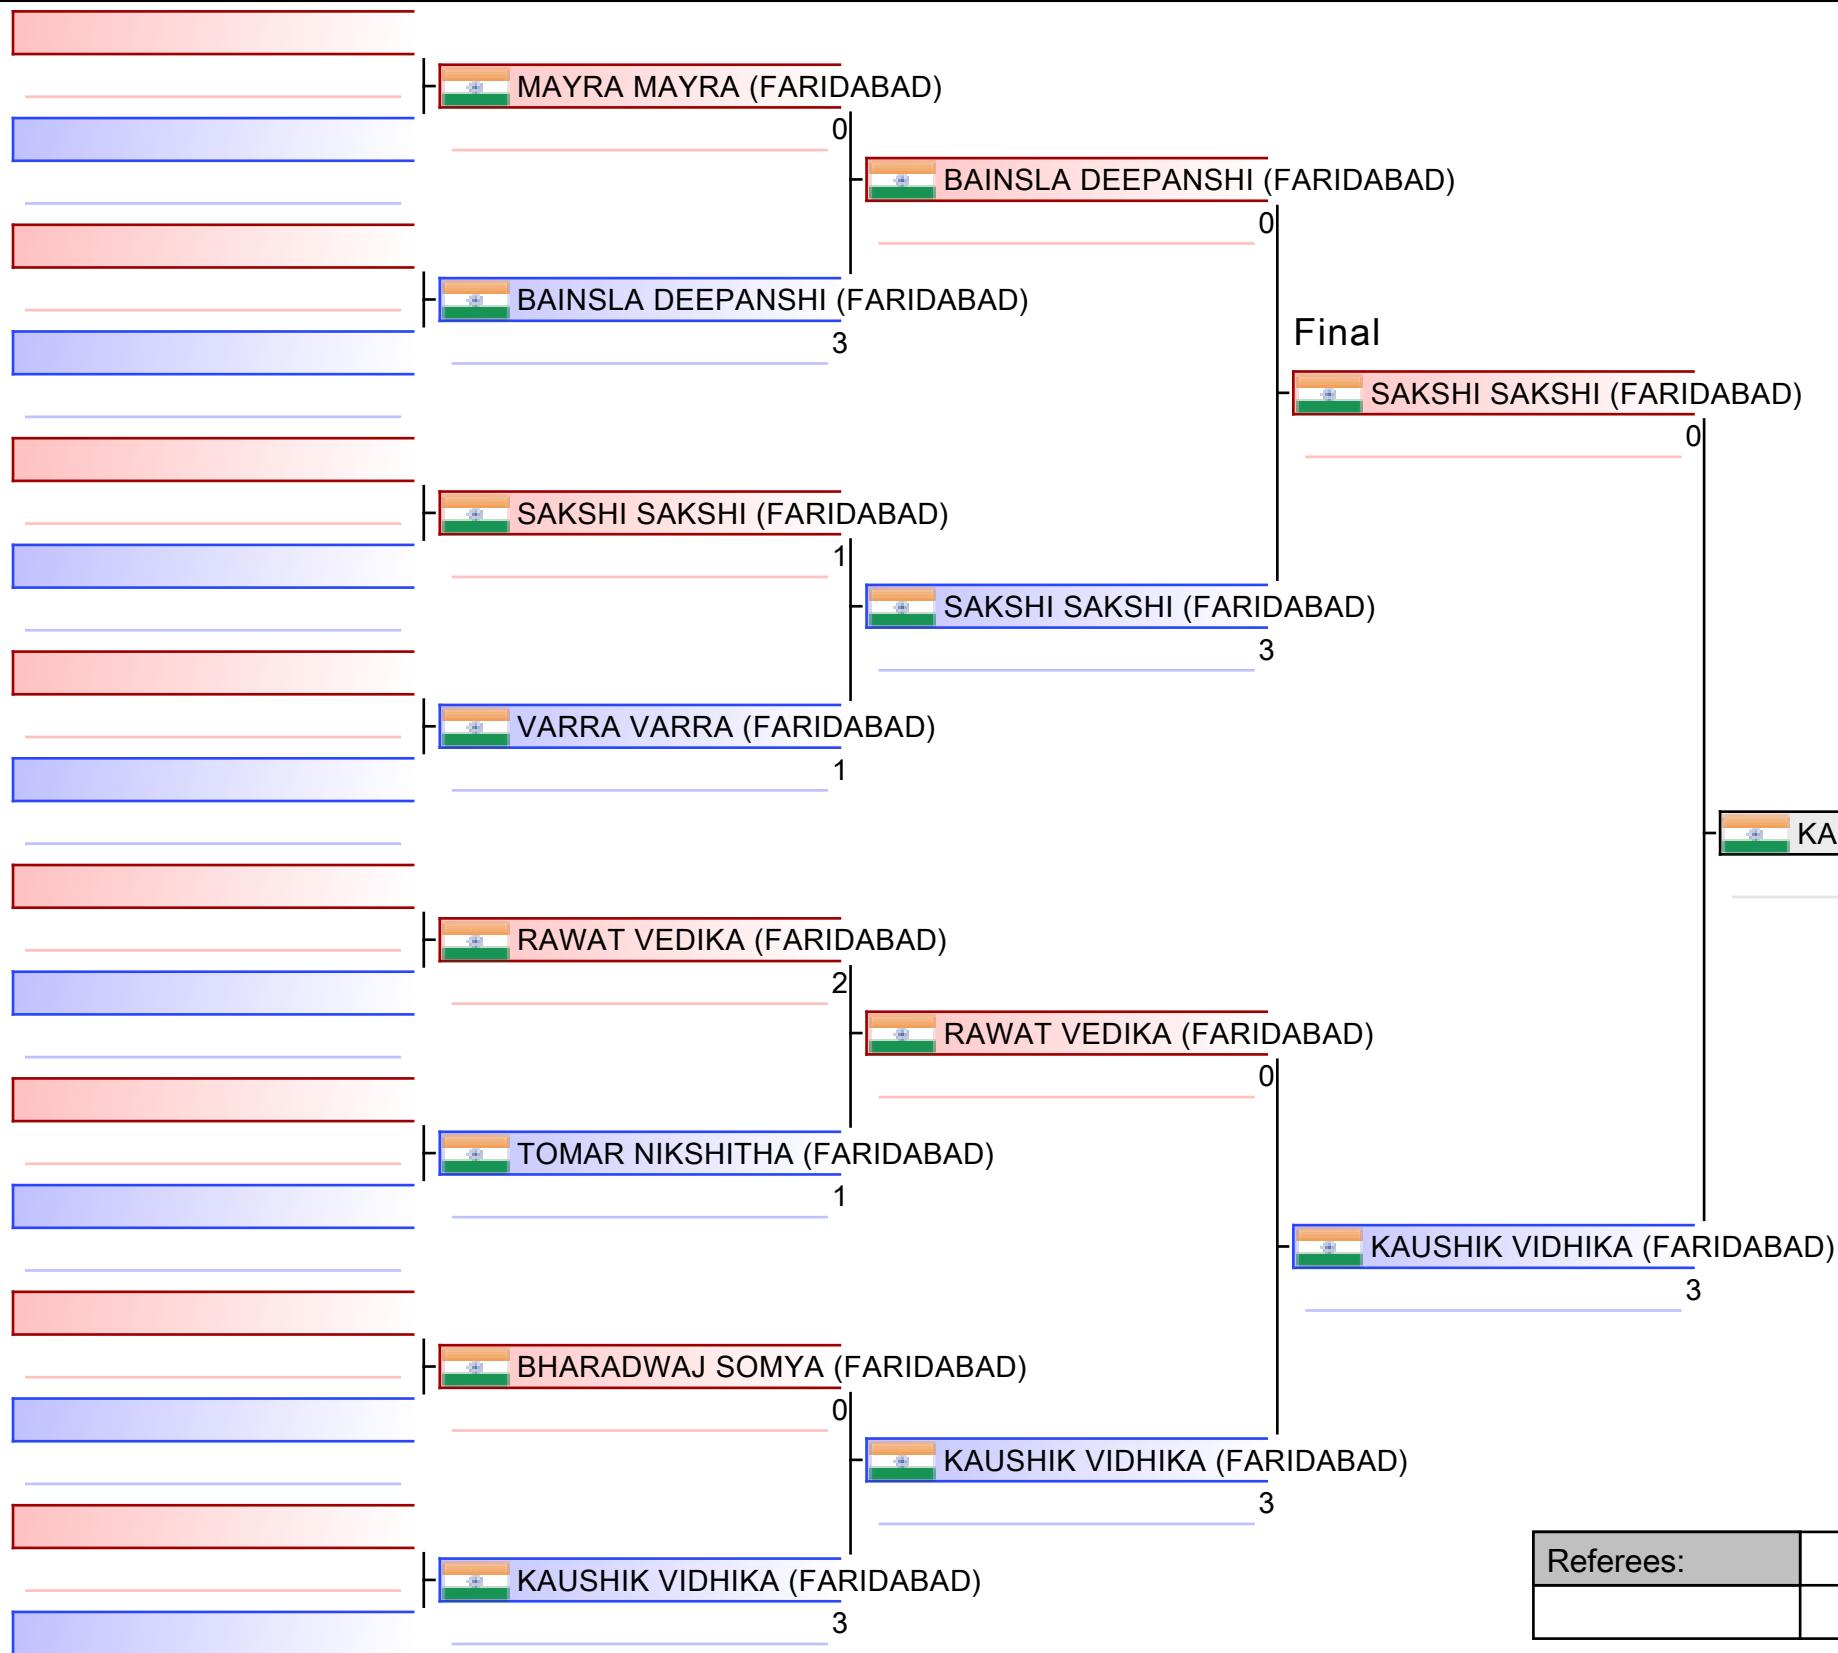 MAYRA MAYRA (FARIDABAD)
0
BAINSLA DEEPANSHI (FARIDABAD)
0
BAINSLA DEEPANSHI (FARIDABAD)
3
Final
SAKSHI SAKSHI (FARIDABAD)
0
SAKSHI SAKSHI (FARIDABAD)
1
SAKSHI SAKSHI (FARIDABAD)
3
VARRA VARRA (FARIDABAD)
1
KA
RAWAT VEDIKA (FARIDABAD)
2
RAWAT VEDIKA (FARIDABAD)
0
TOMAR NIKSHITHA (FARIDABAD)
1
KAUSHIK VIDHIKA (FARIDABAD)
3
BHARADWAJ SOMYA (FARIDABAD)
0
KAUSHIK VIDHIKA (FARIDABAD)
3
KAUSHIK VIDHIKA (FARIDABAD)
3
Referees: